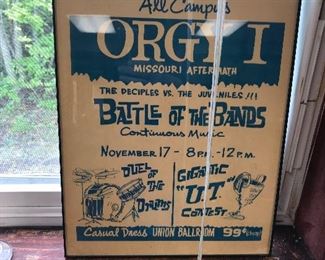 All Campus
ORGY I
MISSOURI AFTERMATH
THE DECIPLES VS. THE JUVENILES !!!
BATTLE OF THE BANDS
Continuous Music
NOVEMBER 17 - 8 P.M. - 12 P.M.
DUEL OF THE DRUMS
GIGANTIC "U.T." CONTEST
Casual Dress UNION BALLROOM 99¢